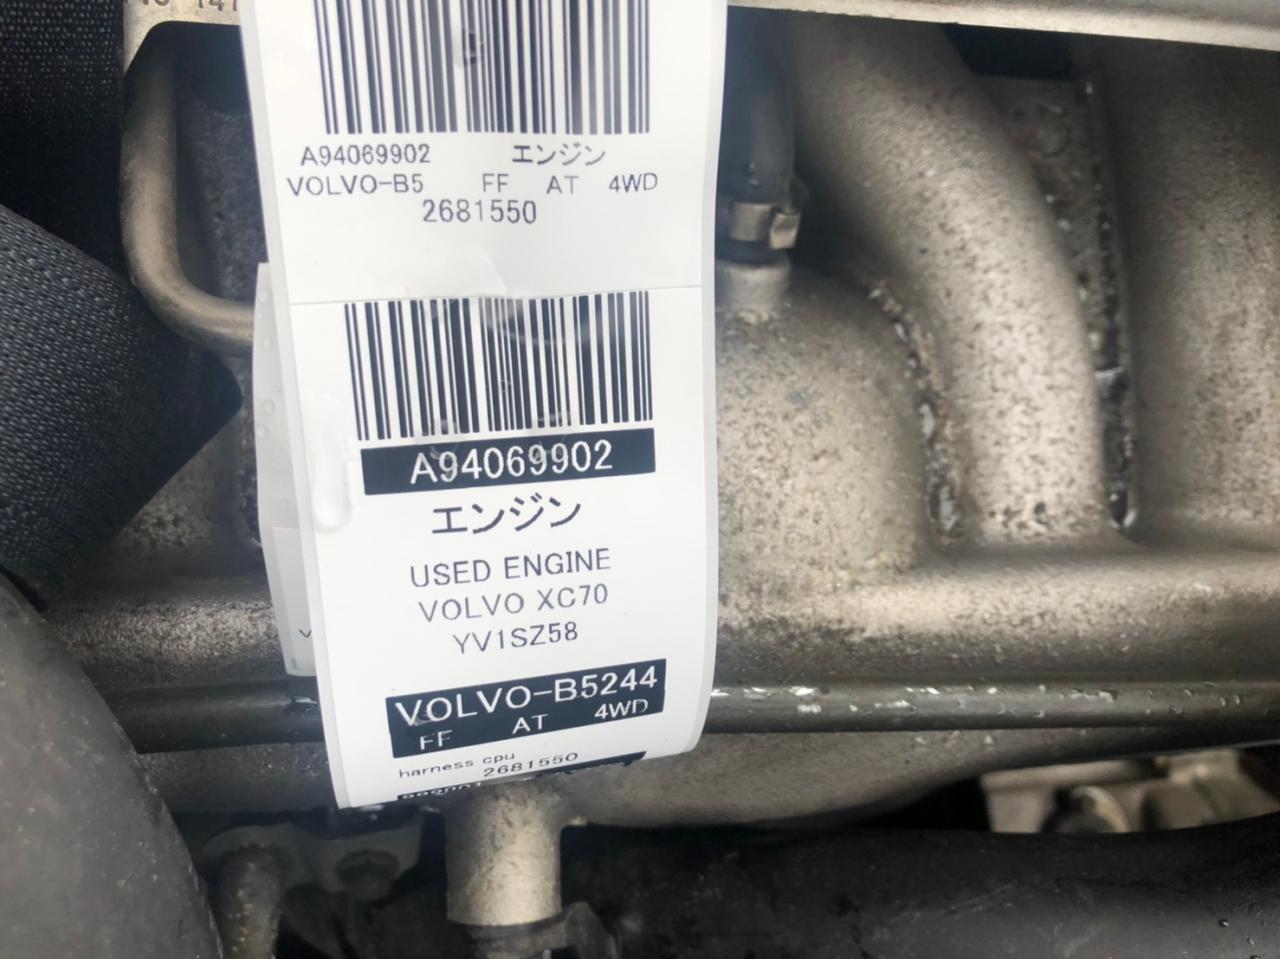 A94069902 エンジン
VOLVO-B5 FF AT 4WD
2681550
A94069902
エンジン
USED ENGINE
VOLVO XC70
YV1SZ58
VOLVO-B5244
FF AT 4WD
harness cpu
2681550